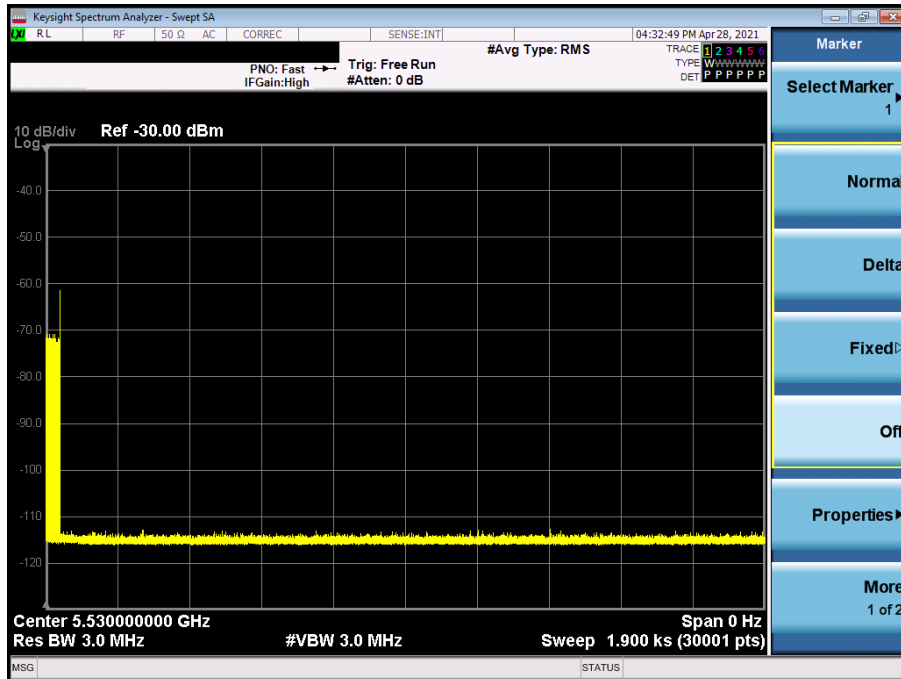 Keysight Spectrum Analyzer - Swept SA
LXI RL RF 50 Ω AC CORREC SENSE:INT 04:32:49 PM Apr 28, 2021
#Avg Type: RMS
TRACE 1 2 3 4 5 6
TYPE WWWWWW
DET P P P P P P
PNO: Fast
IFGain:High
Trig: Free Run
#Atten: 0 dB
10 dB/div
Log
Ref -30.00 dBm
-40.0
-50.0
-60.0
-70.0
-80.0
-90.0
-100
-110
-120
Center 5.530000000 GHz
Span 0 Hz
Res BW 3.0 MHz
#VBW 3.0 MHz
Sweep 1.900 ks (30001 pts)
MSG
STATUS
Marker
Select Marker
1
Norma
Delta
Fixed
Off
Properties
More
1 of 2